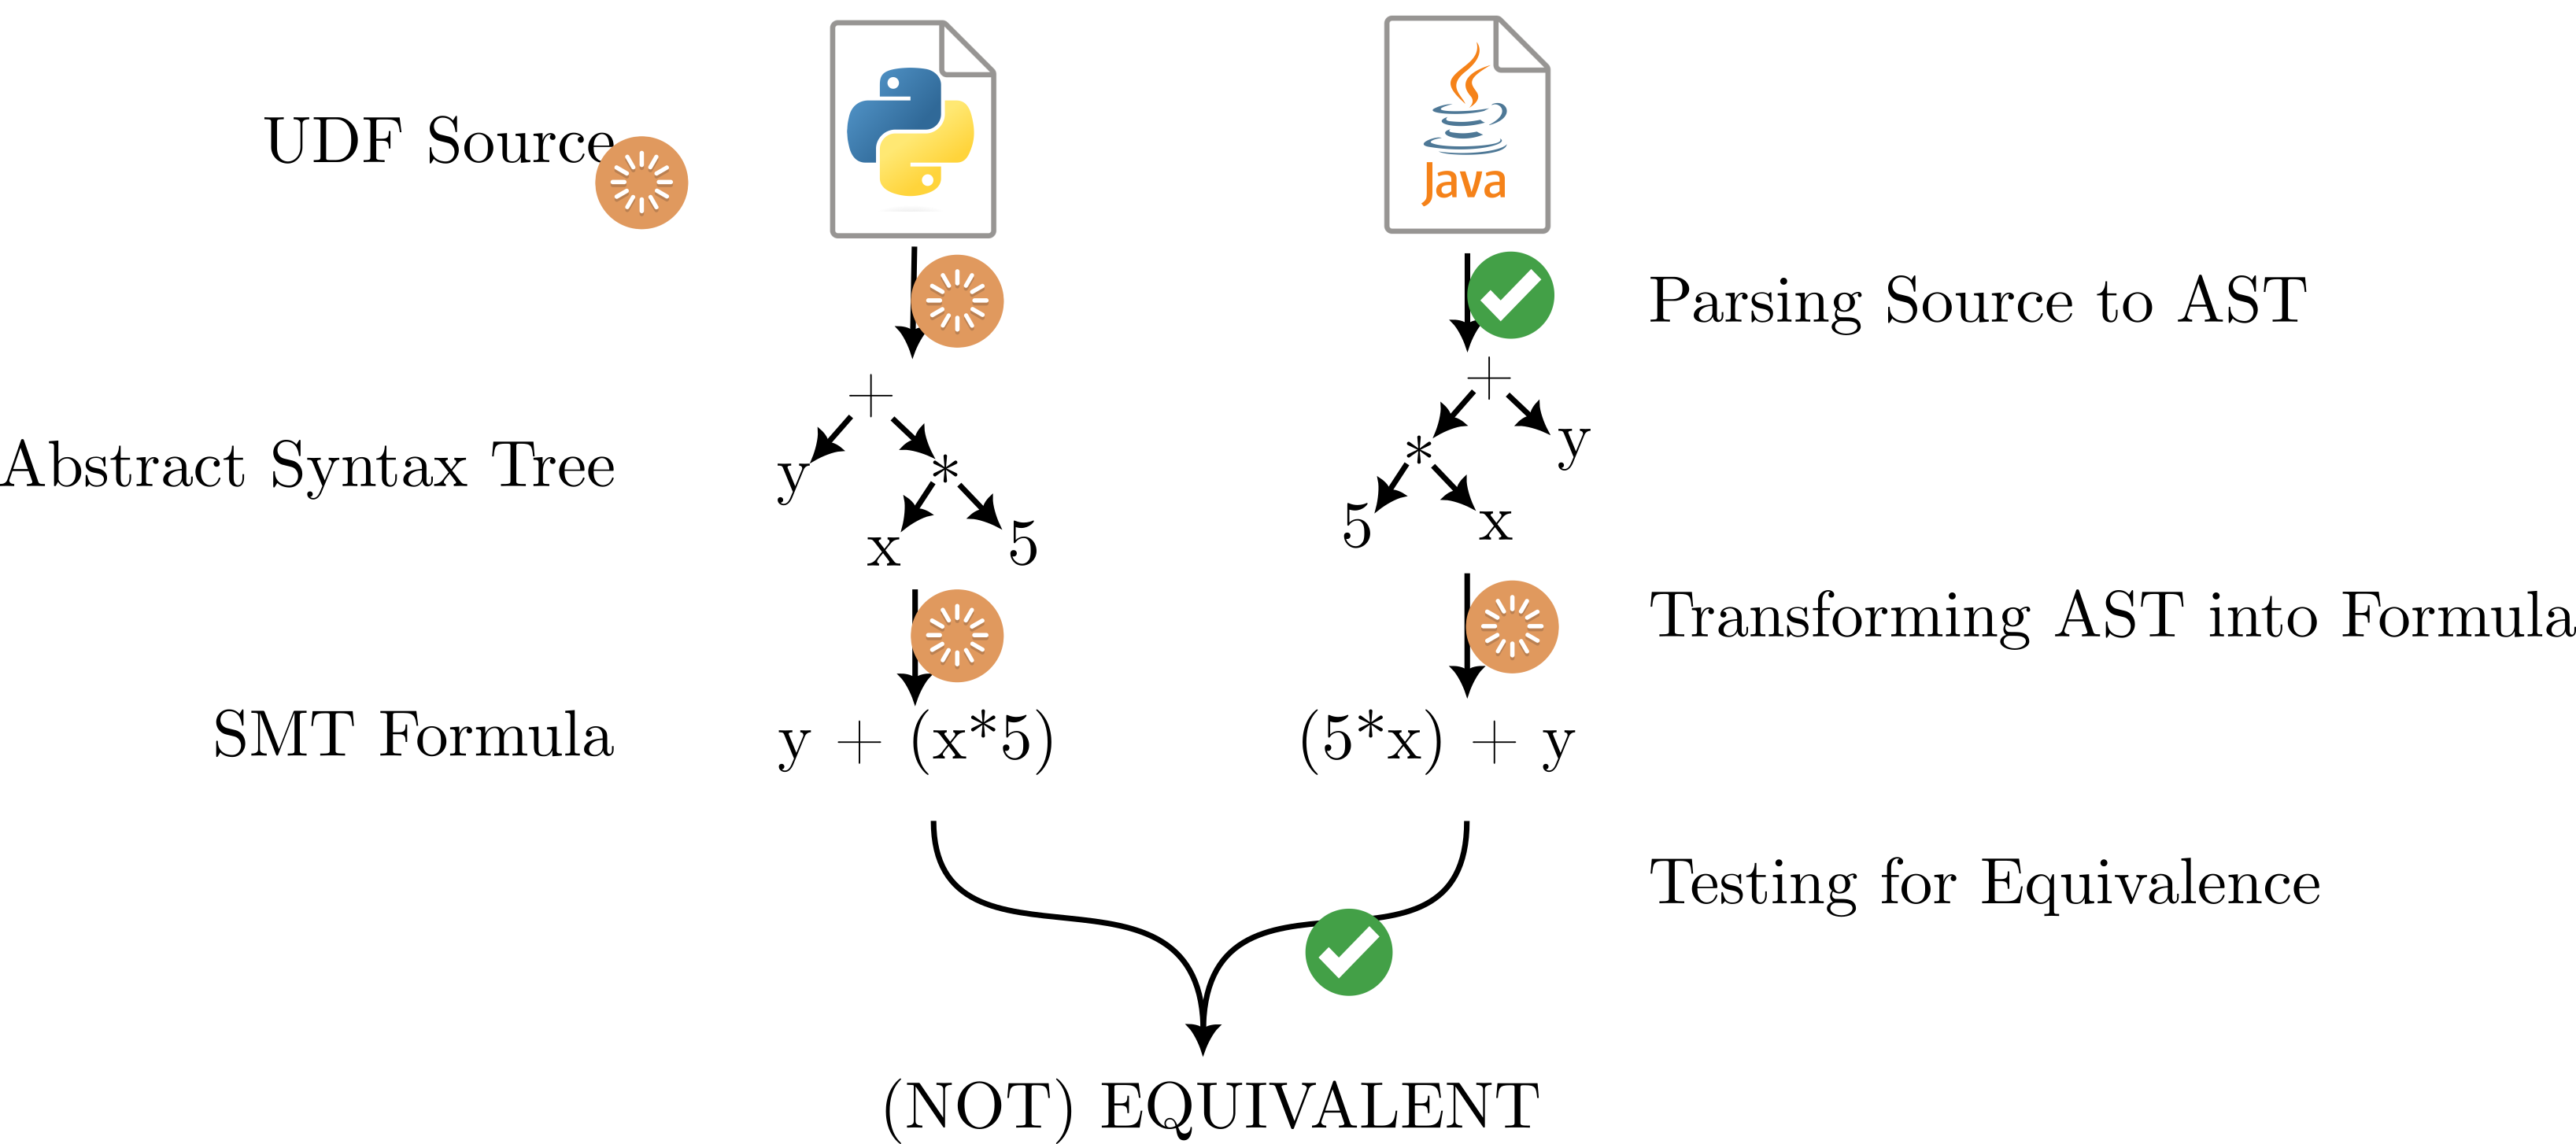 UDF Source
Java
Parsing Source to AST
+
+
y
*
*
y
Abstract Syntax Tree
x
5
5
x
Transforming AST into Formula
SMT Formula
y + (x*5)
(5*x) + y
Testing for Equivalence
(NOT) EQUIVALENT